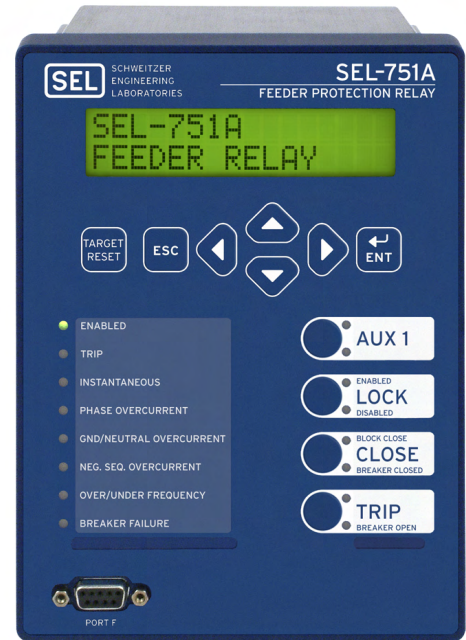 SEL
SCHWEITZER
ENGINEERING
LABORATORIES
SEL-751A
FEEDER PROTECTION RELAY
SEL-751A
FEEDER RELAY
TARGET
RESET
ESC
ENT
ENABLED
TRIP
INSTANTANEOUS
PHASE OVERCURRENT
GND/NEUTRAL OVERCURRENT
NEG. SEQ. OVERCURRENT
OVER/UNDER FREQUENCY
BREAKER FAILURE
AUX 1
ENABLED
LOCK
DISABLED
BLOCK CLOSE
CLOSE
BREAKER CLOSED
TRIP
BREAKER OPEN
PORT F